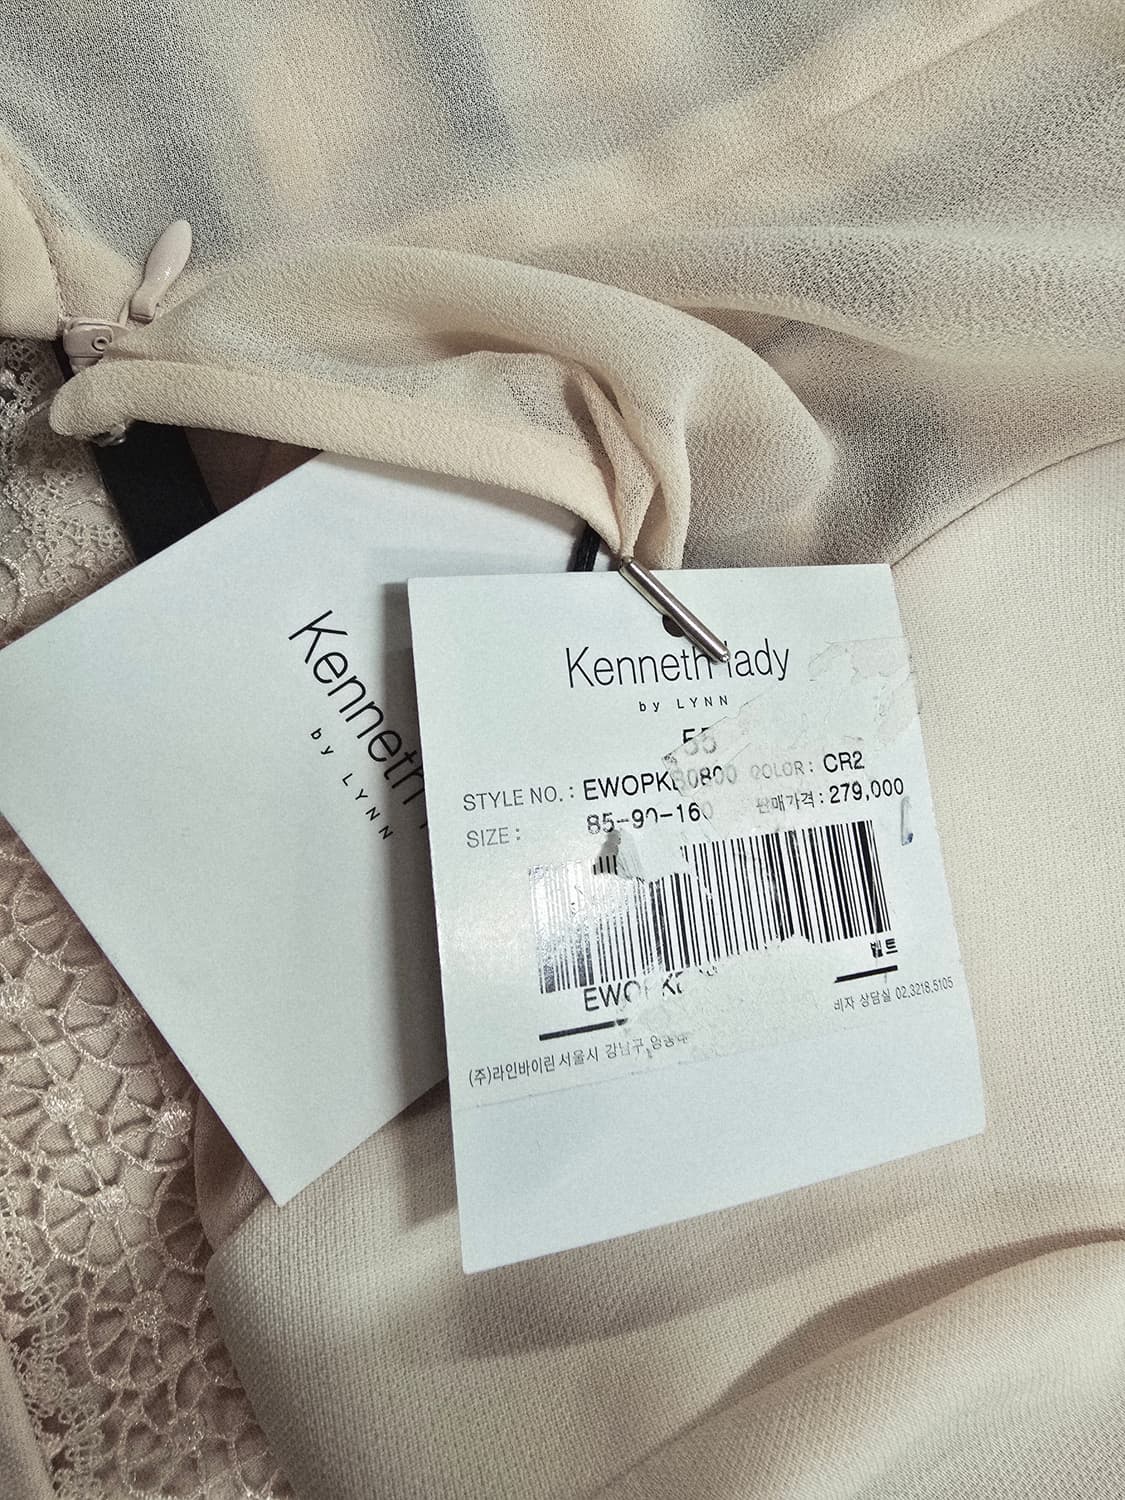 Kenneth
by LYNN
Kenneth lady
by LYNN
55
STYLE NO. : EWOPKB0800 COLOR : CR2
SIZE : 85-90-160 판매가격 : 279,000
벨트
(주)라인바이린 서울시 강남구
비자 상담실 02.3218.5105